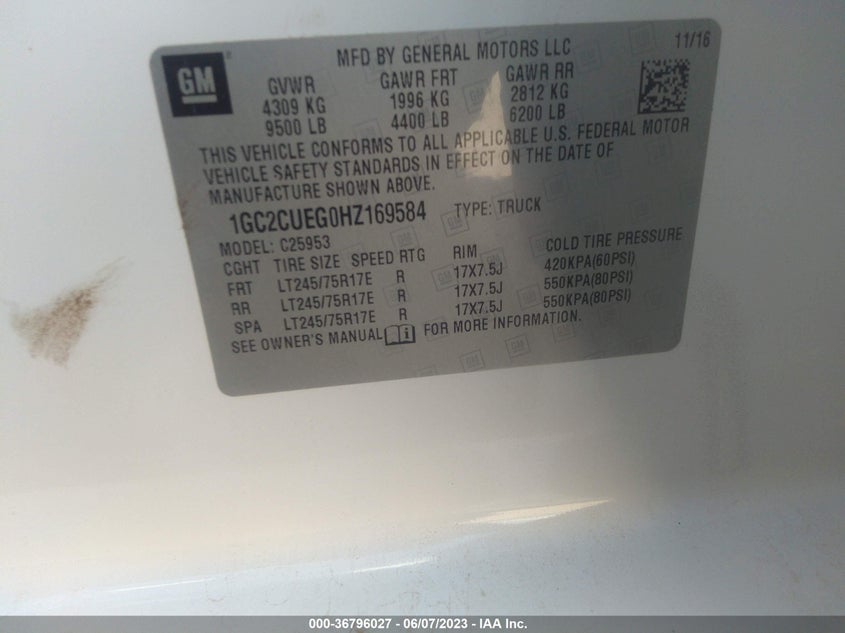 MFD BY GENERAL MOTORS LLC 11/16
GM
GVWR GAWR FRT GAWR RR
4309 KG 1996 KG 2812 KG
9500 LB 4400 LB 6200 LB
THIS VEHICLE CONFORMS TO ALL APPLICABLE U.S. FEDERAL MOTOR
VEHICLE SAFETY STANDARDS IN EFFECT ON THE DATE OF
MANUFACTURE SHOWN ABOVE.
1GC2CUEG0HZ169584 TYPE: TRUCK
MODEL: C25953
CGHT TIRE SIZE SPEED RTG RIM COLD TIRE PRESSURE
FRT LT245/75R17E R 17X7.5J 420KPA(60PSI)
RR LT245/75R17E R 17X7.5J 550KPA(80PSI)
SPA LT245/75R17E R 17X7.5J 550KPA(80PSI)
SEE OWNER'S MANUAL FOR MORE INFORMATION.
000-36796027 - 06/07/2023 - IAA Inc.